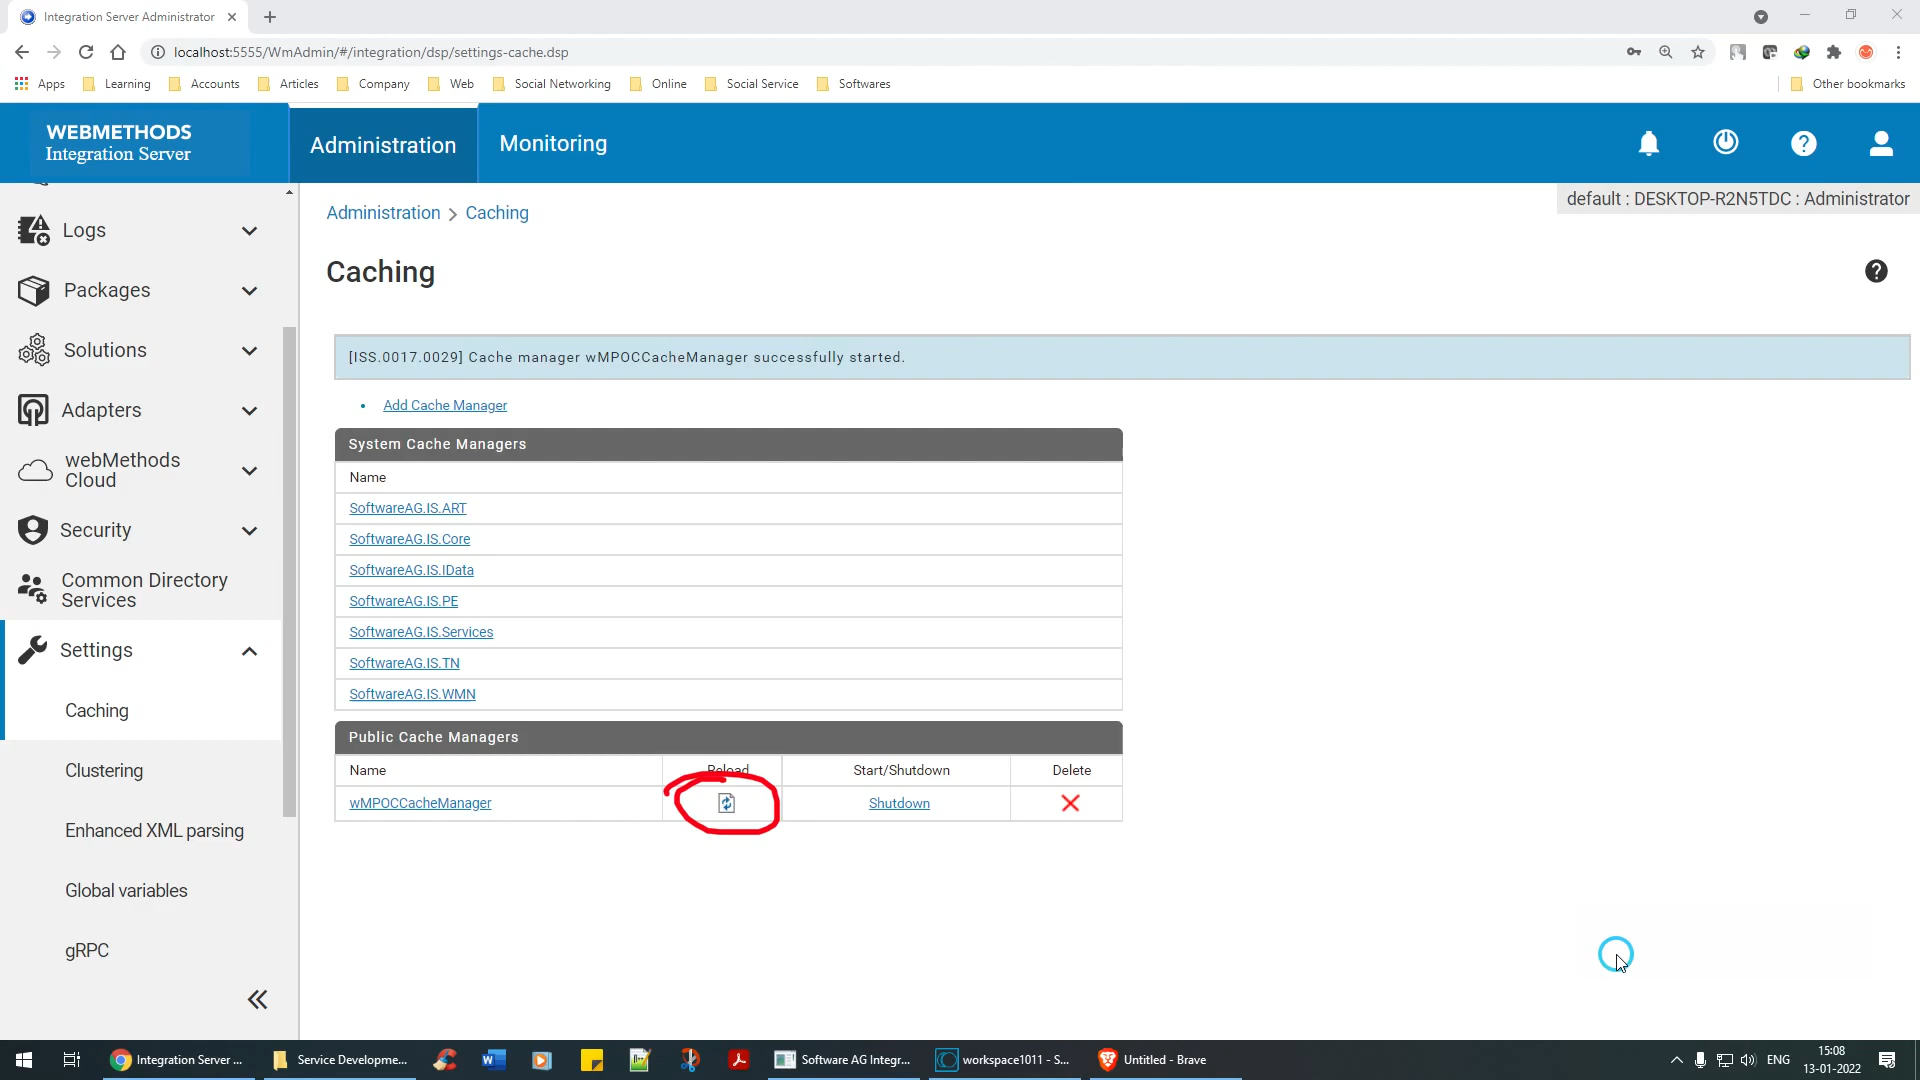 Integration Server Administrator
localhost:5555/WmAdmin/#/integration/dsp/settings-cache.dsp
Apps Learning Accounts Articles Company Web Social Networking Online Social Service Softwares Other bookmarks
WEBMETHODS
Integration Server
Administration Monitoring
default : DESKTOP-R2N5TDC : Administrator
Logs
Packages
Solutions
Adapters
webMethods
Cloud
Security
Common Directory
Services
Settings
Caching
Clustering
Enhanced XML parsing
Global variables
gRPC
Administration > Caching
Caching
[ISS.0017.0029] Cache manager wMPOCCacheManager successfully started.
• Add Cache Manager
System Cache Managers
Name
SoftwareAG.IS.ART
SoftwareAG.IS.Core
SoftwareAG.IS.IData
SoftwareAG.IS.PE
SoftwareAG.IS.Services
SoftwareAG.IS.TN
SoftwareAG.IS.WMN
Public Cache Managers
Name Reload Start/Shutdown Delete
wMPOCCacheManager Shutdown
Integration Server ... Service Developme... Software AG Integr... workspace1011 - S... Untitled - Brave ENG 15:08
13-01-2022